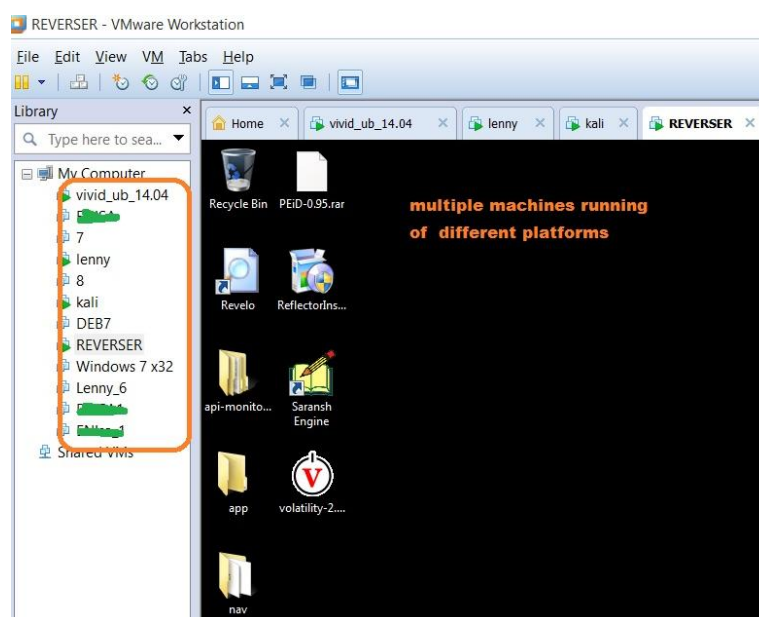 REVERSER - VMware Workstation
File Edit View VM Tabs Help
Library ×
Type here to sea...
My Computer
vivid_ub_14.04
7
lenny
8
kali
DEB7
REVERSER
Windows 7 x32
Lenny_6
Shared VMs
Home × vivid_ub_14.04 × lenny × kali × REVERSER ×
Recycle Bin PEiD-0.95.rar
multiple machines running
of different platforms
Revelo ReflectorIns...
api-monito... Saransh
Engine
app volatility-2....
nav